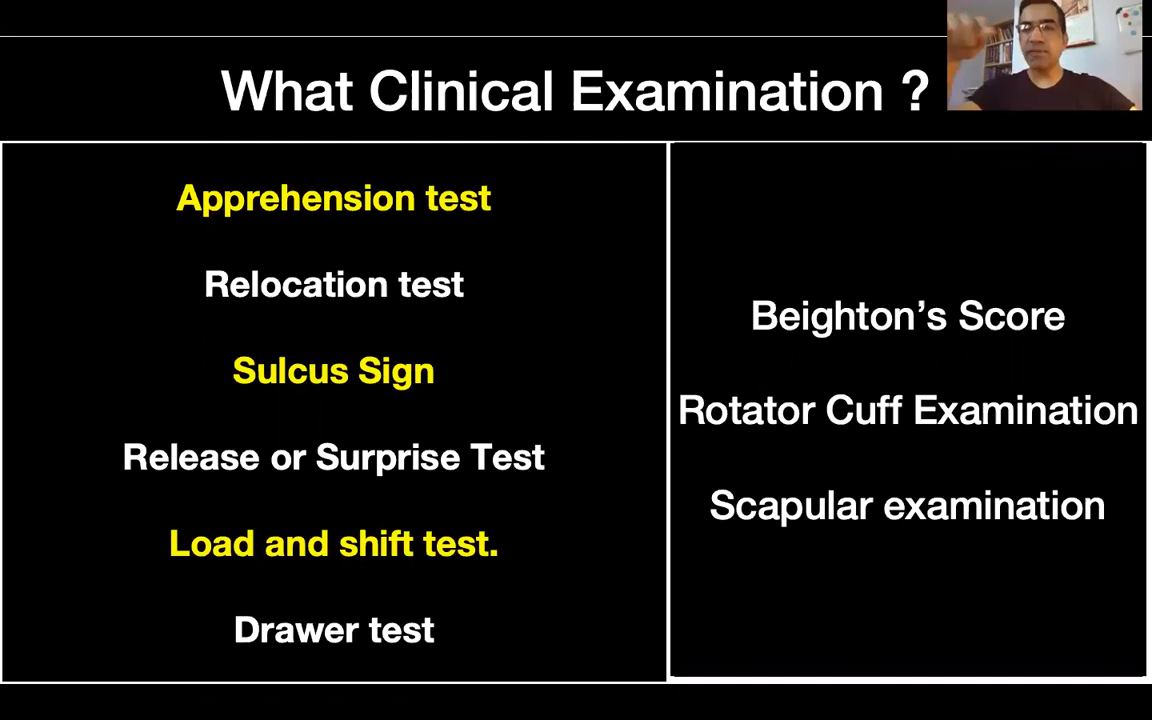 What Clinical Examination ?
Apprehension test
Relocation test
Sulcus Sign
Release or Surprise Test
Load and shift test.
Drawer test
Beighton’s Score
Rotator Cuff Examination
Scapular examination